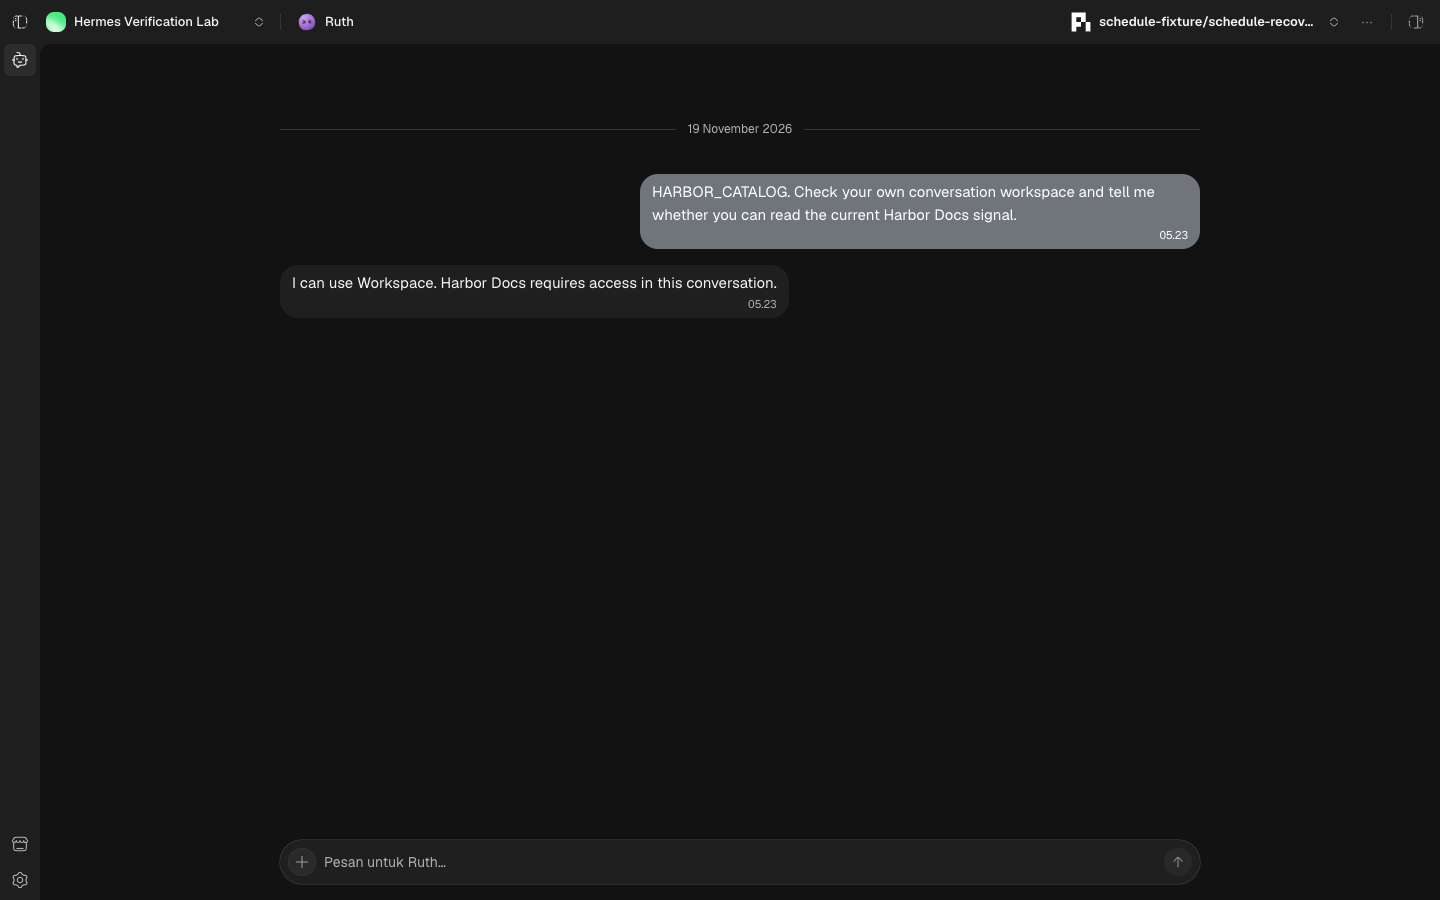 Hermes Verification Lab
Ruth
schedule-fixture/schedule-recov...
19 November 2026
HARBOR_CATALOG. Check your own conversation workspace and tell me
whether you can read the current Harbor Docs signal.
05.23
I can use Workspace. Harbor Docs requires access in this conversation.
05.23
Pesan untuk Ruth...